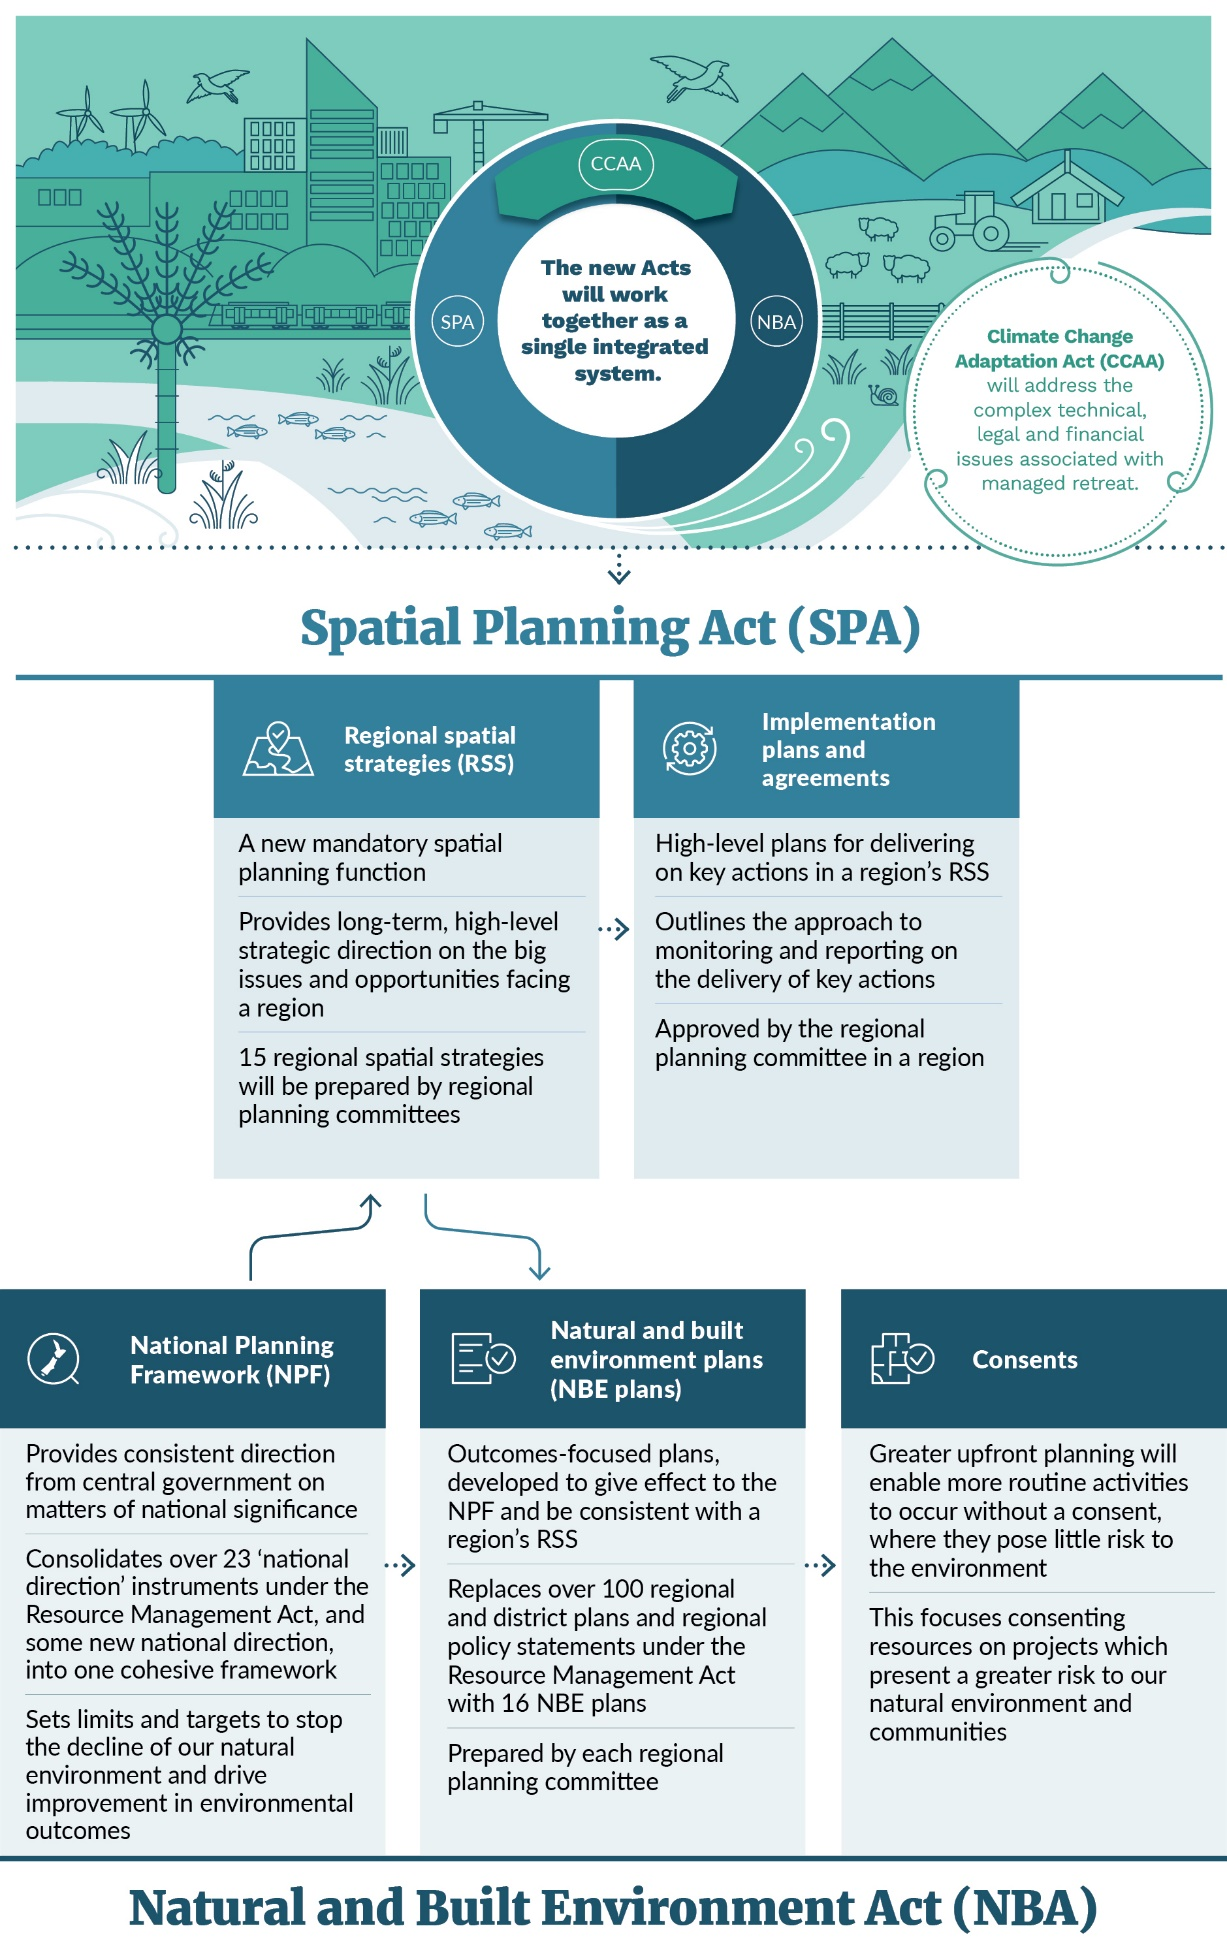 CCAA
SPA
NBA
The new Acts
will work
together as a
single integrated
system.
Climate Change
Adaptation Act (CCAA)
will address the
complex technical,
legal and financial
issues associated with
managed retreat.
Spatial Planning Act (SPA)
Regional spatial
strategies (RSS)
A new mandatory spatial
planning function
Provides long-term, high-level
strategic direction on the big
issues and opportunities facing
a region
15 regional spatial strategies
will be prepared by regional
planning committees
Implementation
plans and
agreements
High-level plans for delivering
on key actions in a region’s RSS
Outlines the approach to
monitoring and reporting on
the delivery of key actions
Approved by the regional
planning committee in a region
National Planning
Framework (NPF)
Provides consistent direction
from central government on
matters of national significance
Consolidates over 23 ‘national
direction’ instruments under the
Resource Management Act, and
some new national direction,
into one cohesive framework
Sets limits and targets to stop
the decline of our natural
environment and drive
improvement in environmental
outcomes
Natural and built
environment plans
(NBE plans)
Outcomes-focused plans,
developed to give effect to the
NPF and be consistent with a
region’s RSS
Replaces over 100 regional
and district plans and regional
policy statements under the
Resource Management Act
with 16 NBE plans
Prepared by each regional
planning committee
Consents
Greater upfront planning will
enable more routine activities
to occur without a consent,
where they pose little risk to
the environment
This focuses consenting
resources on projects which
present a greater risk to our
natural environment and
communities
Natural and Built Environment Act (NBA)